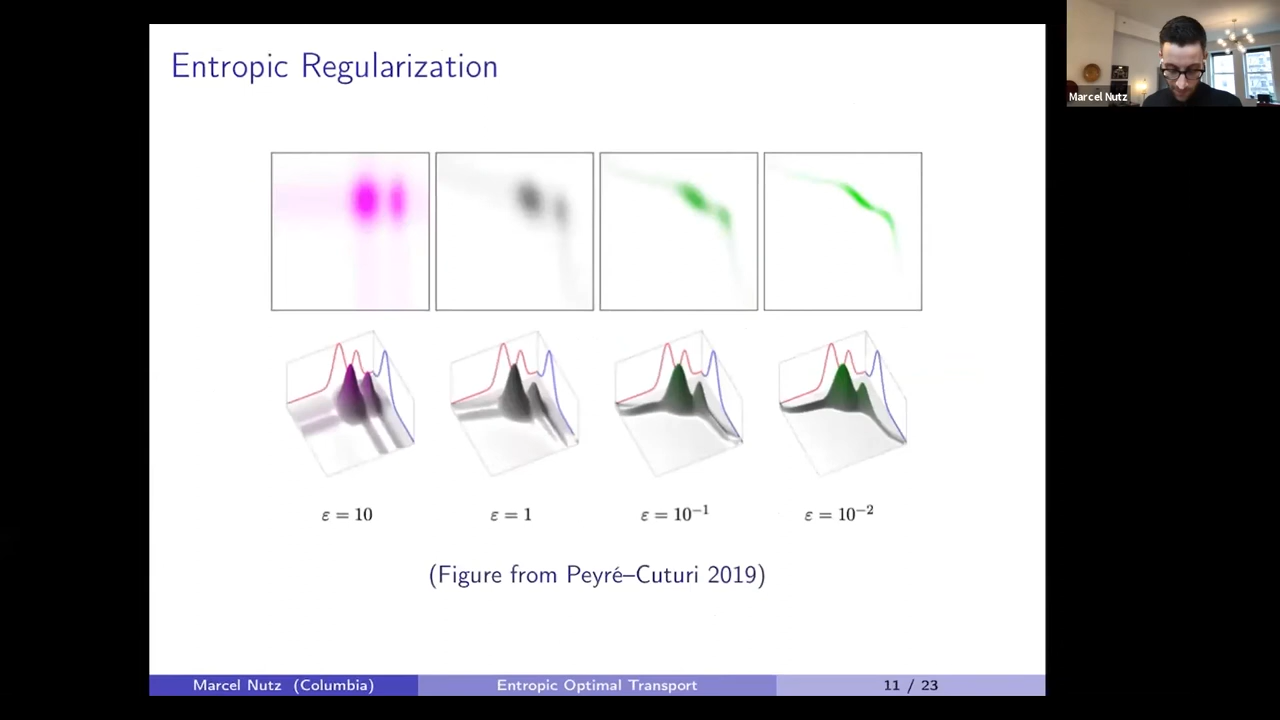 Entropic Regularization
Marcel Nutz
ε = 10
ε = 1
ε = 10⁻¹
ε = 10⁻²
(Figure from Peyré–Cuturi 2019)
Marcel Nutz (Columbia)
Entropic Optimal Transport
11 / 23